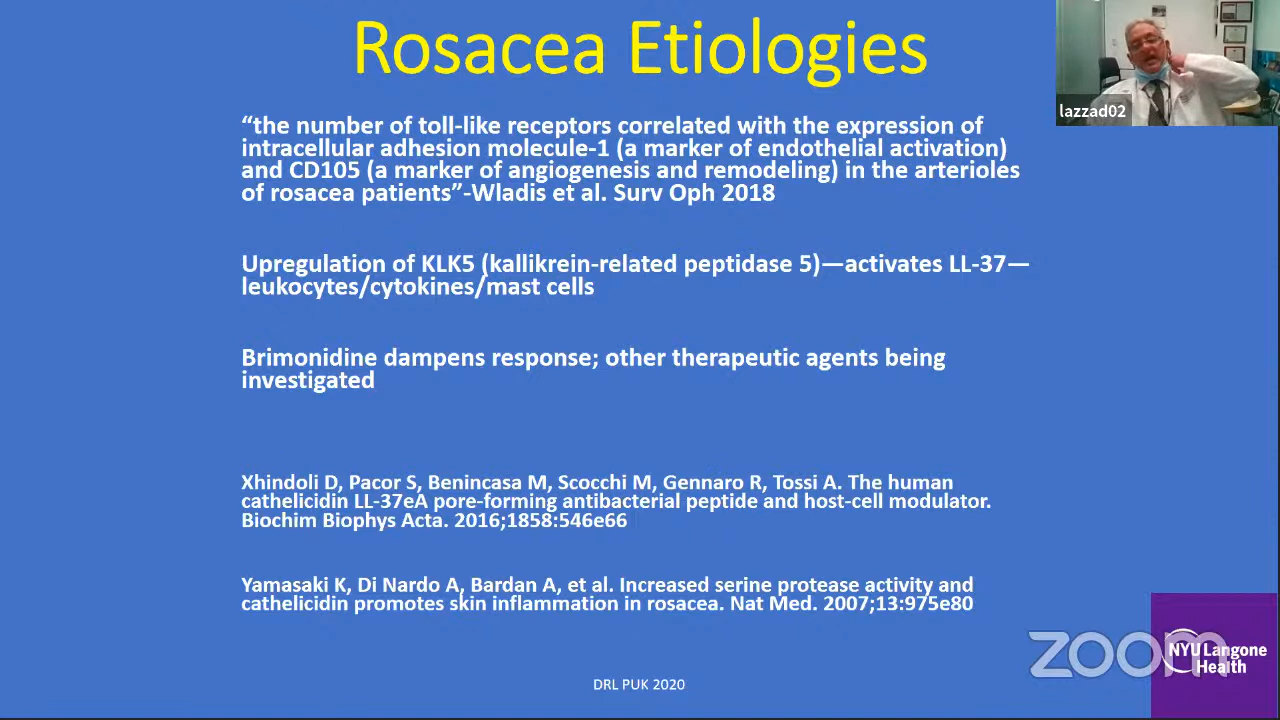 Rosacea Etiologies
lazzad02
“the number of toll-like receptors correlated with the expression of
intracellular adhesion molecule-1 (a marker of endothelial activation)
and CD105 (a marker of angiogenesis and remodeling) in the arterioles
of rosacea patients”-Wladis et al. Surv Oph 2018
Upregulation of KLK5 (kallikrein-related peptidase 5)—activates LL-37—
leukocytes/cytokines/mast cells
Brimonidine dampens response; other therapeutic agents being
investigated
Xhindoli D, Pacor S, Benincasa M, Scocchi M, Gennaro R, Tossi A. The human
cathelicidin LL-37eA pore-forming antibacterial peptide and host-cell modulator.
Biochim Biophys Acta. 2016;1858:546e66
Yamasaki K, Di Nardo A, Bardan A, et al. Increased serine protease activity and
cathelicidin promotes skin inflammation in rosacea. Nat Med. 2007;13:975e80
zoom
NYU Langone
Health
DRL PUK 2020